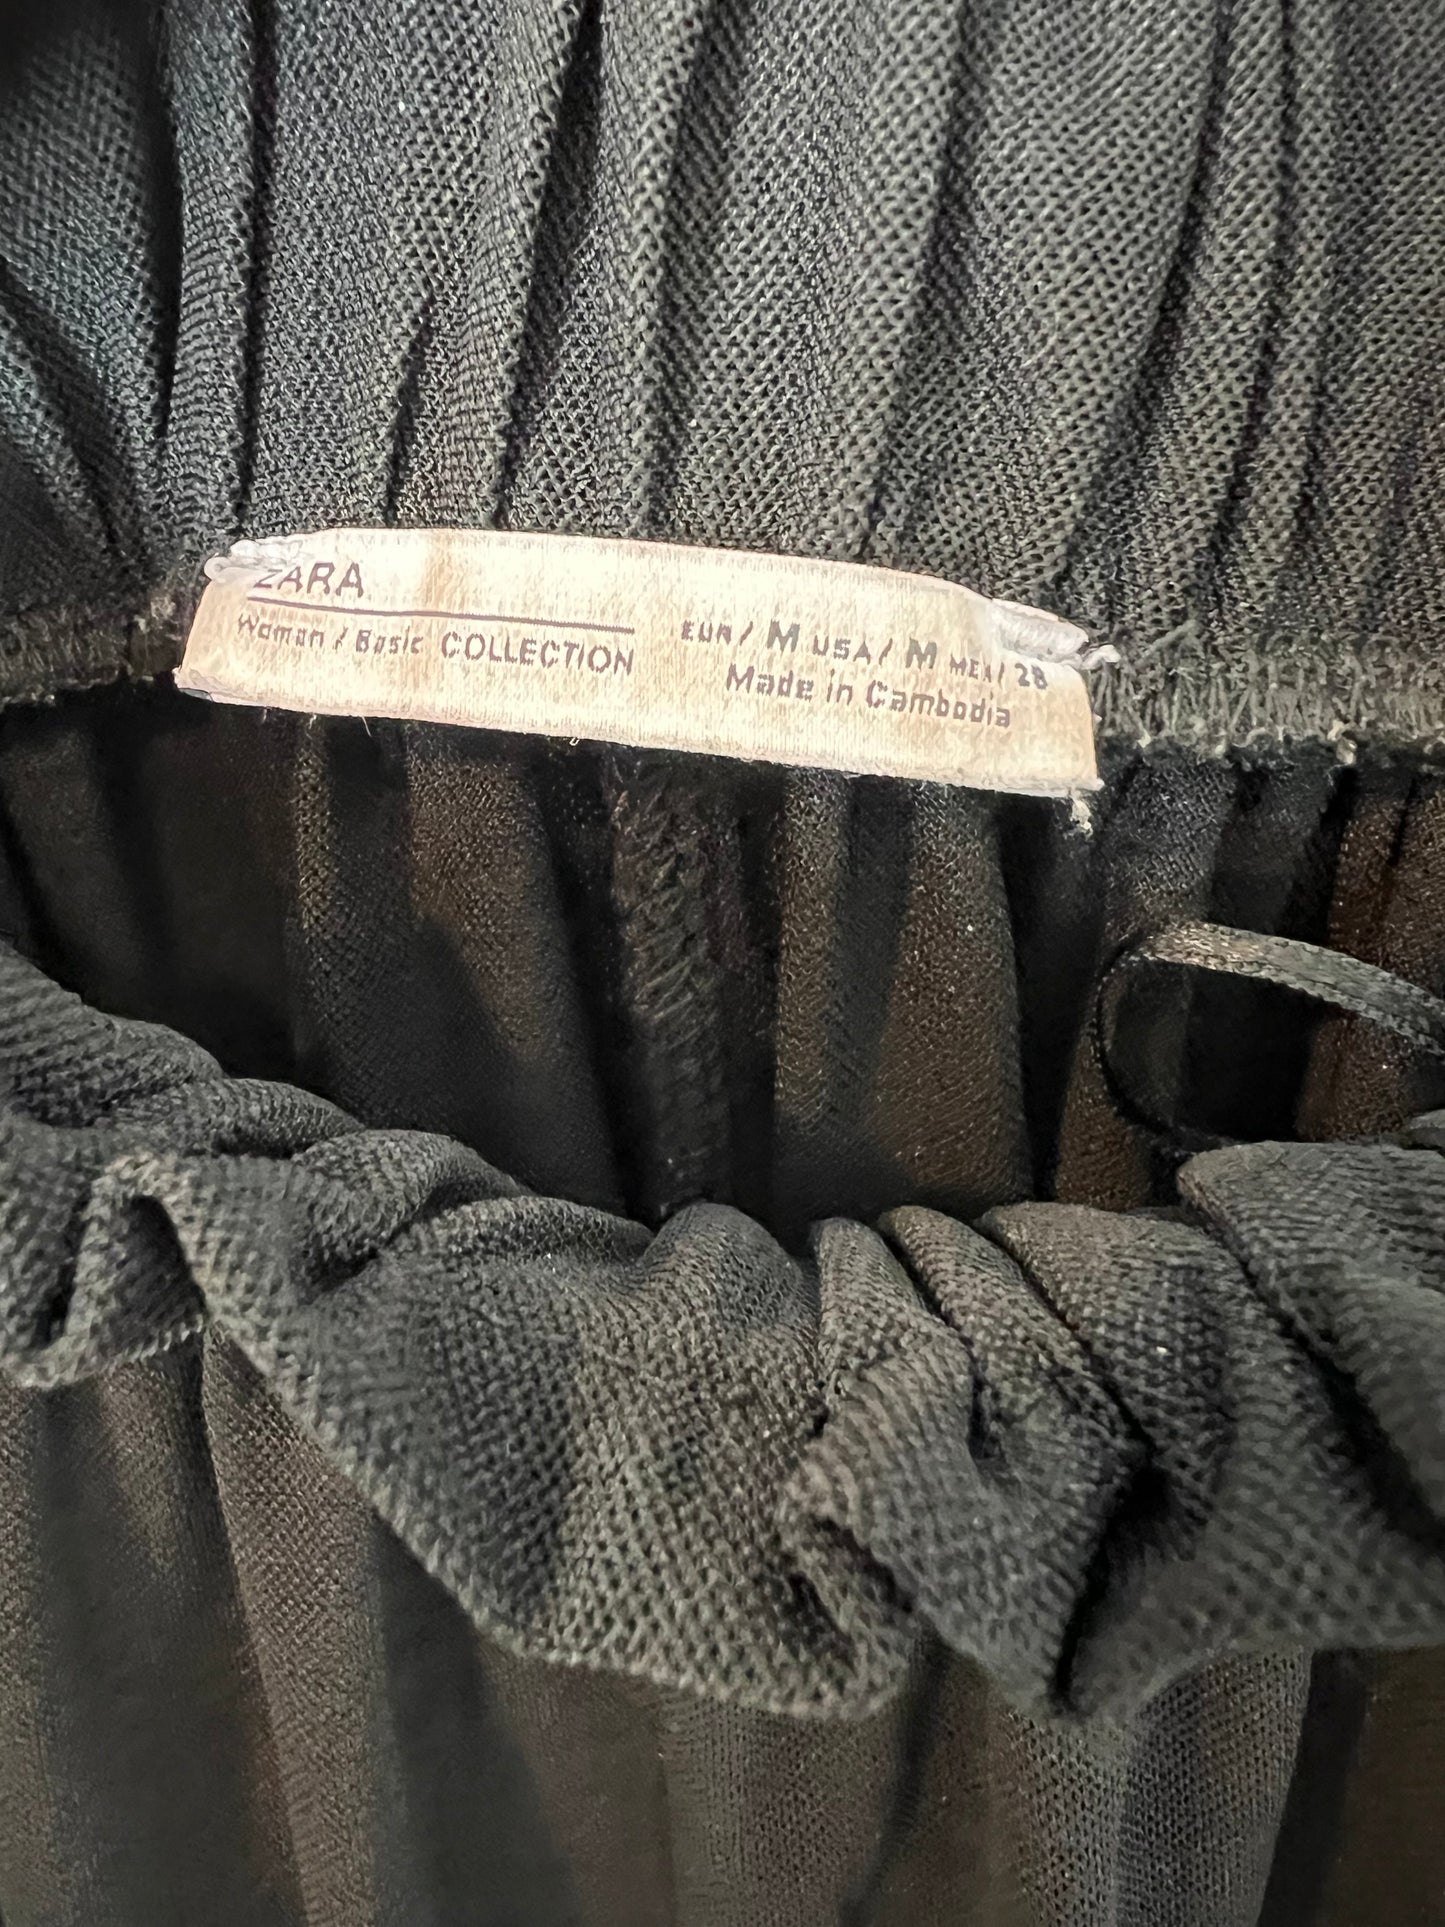 ZARA
Woman / Basic COLLECTION
EUR / M USA / M MEX / 28
Made in Cambodia